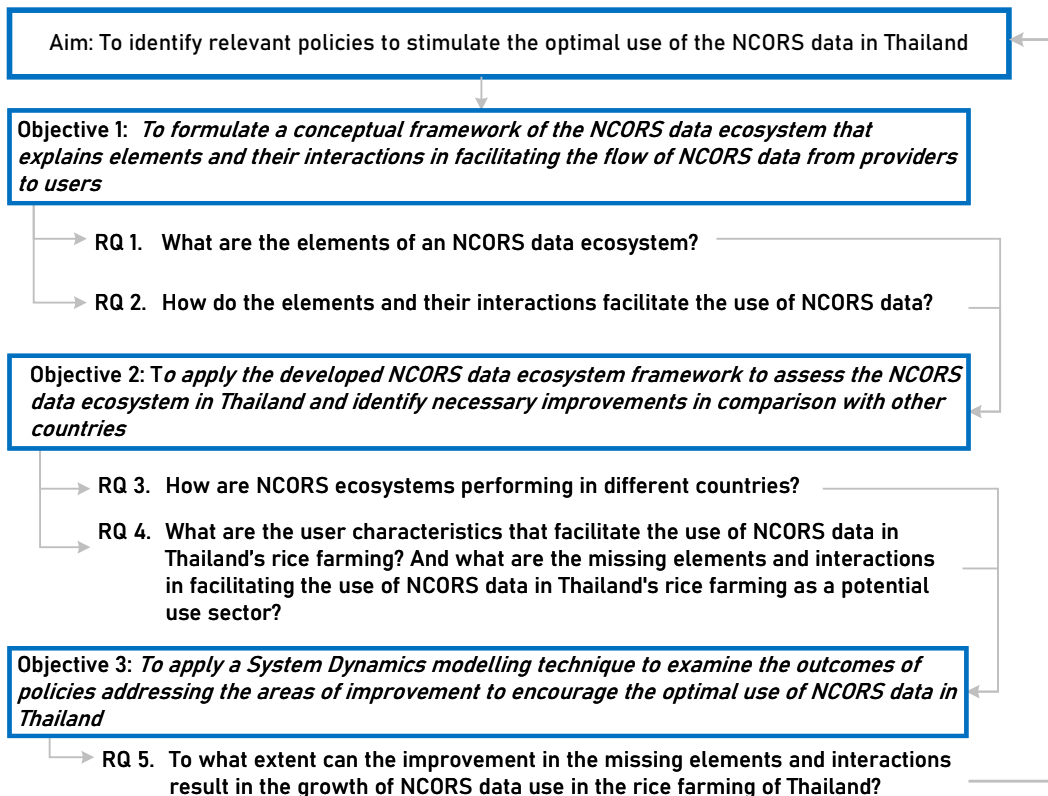 Aim: To identify relevant policies to stimulate the optimal use of the NCORS data in Thailand
Objective 1: To formulate a conceptual framework of the NCORS data ecosystem that
explains elements and their interactions in facilitating the flow of NCORS data from providers
to users
RQ 1. What are the elements of an NCORS data ecosystem?
RQ 2. How do the elements and their interactions facilitate the use of NCORS data?
Objective 2: To apply the developed NCORS data ecosystem framework to assess the NCORS
data ecosystem in Thailand and identify necessary improvements in comparison with other
countries
RQ 3. How are NCORS ecosystems performing in different countries?
RQ 4. What are the user characteristics that facilitate the use of NCORS data in
Thailand's rice farming? And what are the missing elements and interactions
in facilitating the use of NCORS data in Thailand's rice farming as a potential
use sector?
Objective 3: To apply a System Dynamics modelling technique to examine the outcomes of
policies addressing the areas of improvement to encourage the optimal use of NCORS data in
Thailand
RQ 5. To what extent can the improvement in the missing elements and interactions
result in the growth of NCORS data use in the rice farming of Thailand?